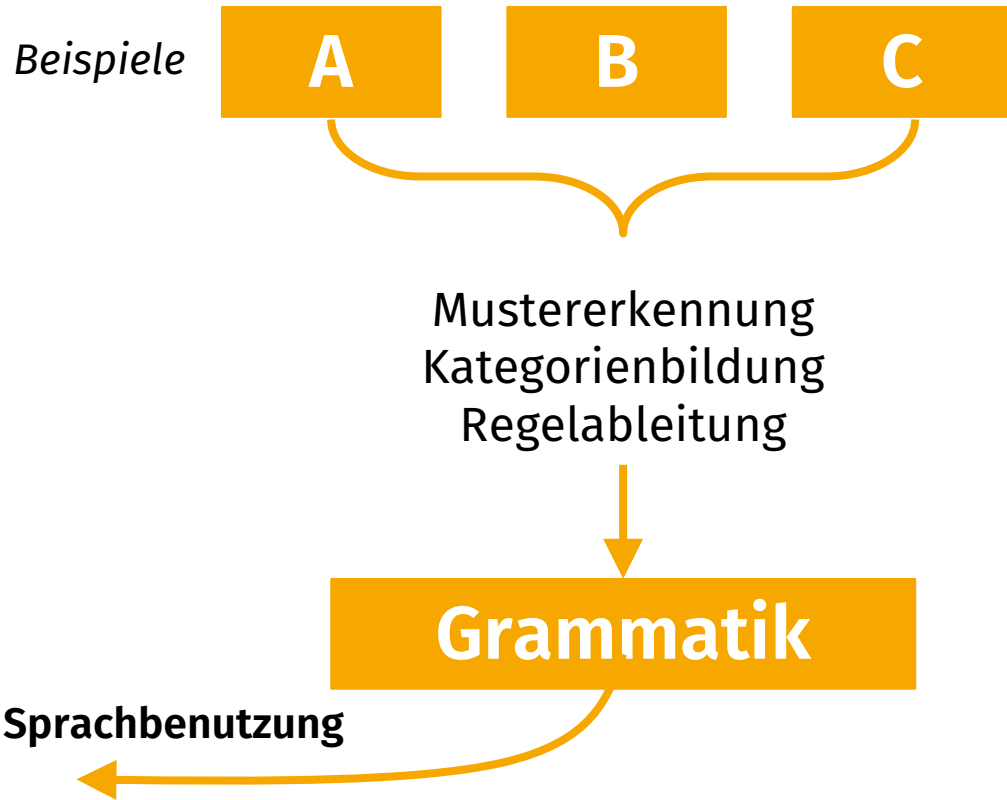 Beispiele A B C
Mustererkennung
Kategorienbildung
Regelableitung
Grammatik
Sprachbenutzung